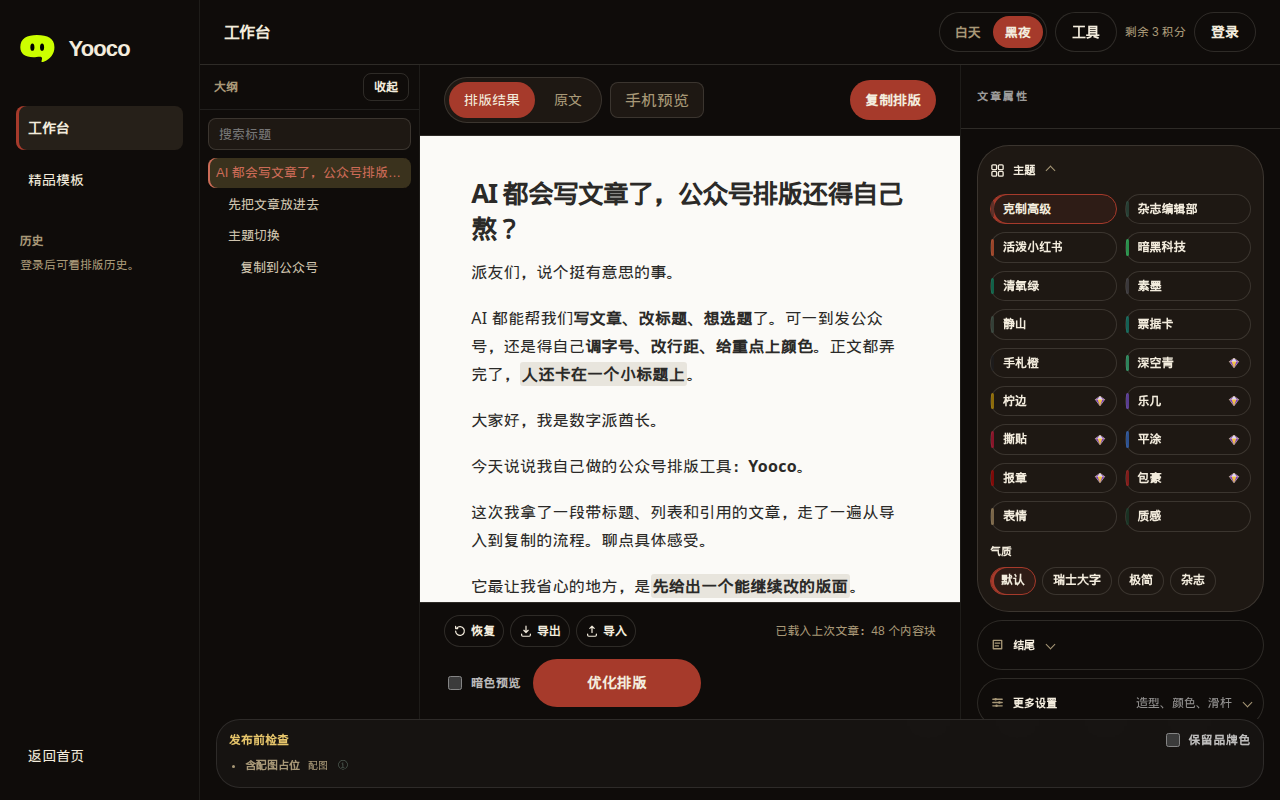 Yooco
工作台
精品模板
历史
登录后可看排版历史。
返回首页
工作台
白天
黑夜
工具
剩余 3 积分
登录
大纲
收起
搜索标题
AI 都会写文章了，公众号排版…
先把文章放进去
主题切换
复制到公众号
排版结果
原文
手机预览
复制排版
AI 都会写文章了，公众号排版还得自己
熬？
派友们，说个挺有意思的事。
AI 都能帮我们写文章、改标题、想选题了。可一到发公众
号，还是得自己调字号、改行距、给重点上颜色。正文都弄
完了，人还卡在一个小标题上。
大家好，我是数字派酋长。
今天说说我自己做的公众号排版工具：Yooco。
这次我拿了一段带标题、列表和引用的文章，走了一遍从导
入到复制的流程。聊点具体感受。
它最让我省心的地方，是先给出一个能继续改的版面。
恢复
导出
导入
已载入上次文章：48 个内容块
暗色预览
优化排版
文章属性
主题
克制高级
杂志编辑部
活泼小红书
暗黑科技
清氧绿
素墨
静山
票据卡
手札橙
深空青
柠边
乐几
撕贴
平涂
报章
包豪
表情
质感
气质
默认
瑞士大字
极简
杂志
结尾
更多设置
造型、颜色、滑杆
发布前检查
保留品牌色
• 含配图占位 配图